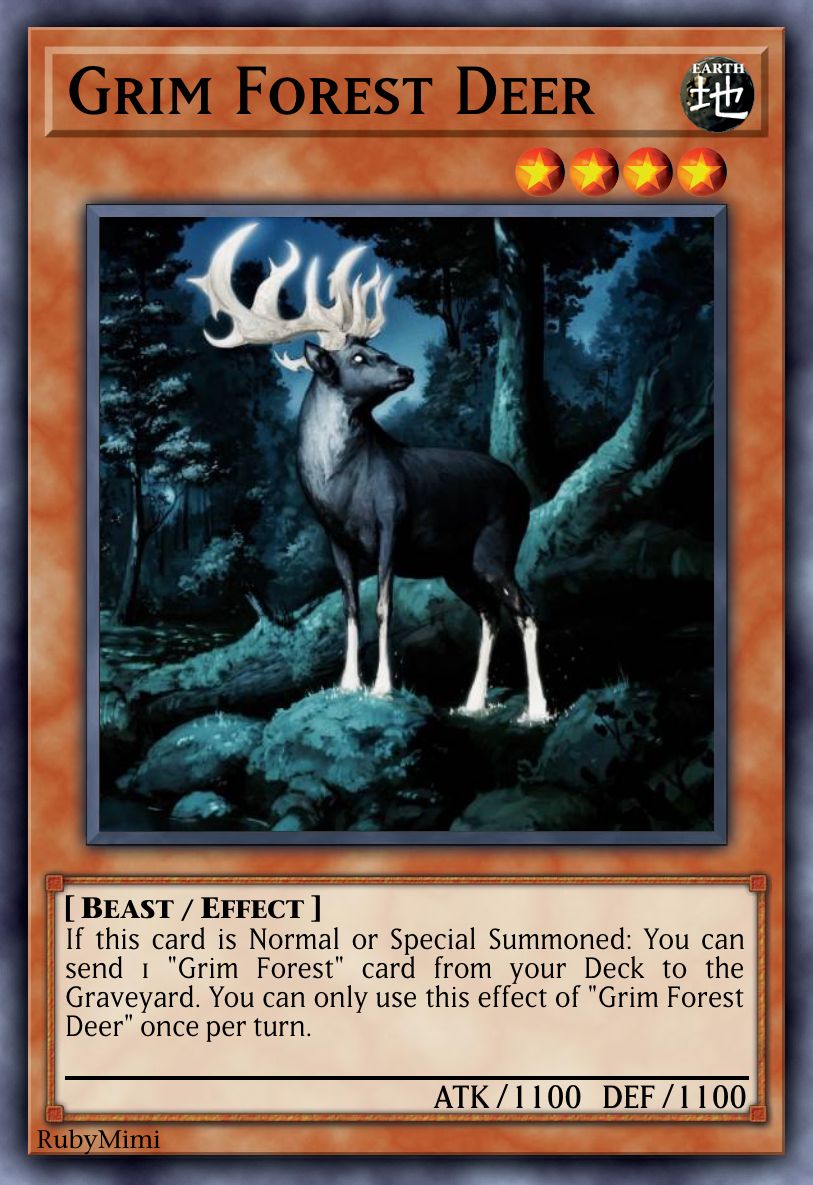 Grim Forest Deer
EARTH
地
[ Beast / Effect ]
If this card is Normal or Special Summoned: You can
send 1 "Grim Forest" card from your Deck to the
Graveyard. You can only use this effect of "Grim Forest
Deer" once per turn.
ATK/1100 DEF/1100
RubyMimi